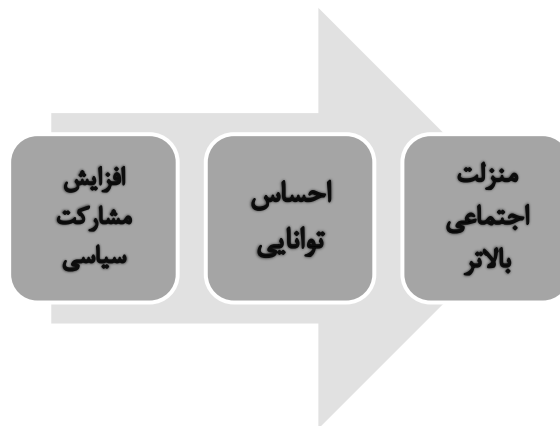 منزلت
اجتماعی
بالاتر
احساس
توانایی
افزایش
مشارکت
سیاسی